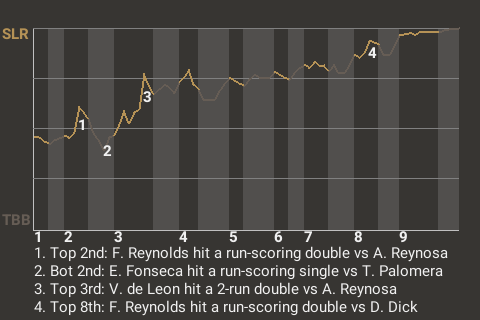 SLR
1
2
3
4
TBB
1 2 3 4 5 6 7 8 9
1. Top 2nd: F. Reynolds hit a run-scoring double vs A. Reynosa
2. Bot 2nd: E. Fonseca hit a run-scoring single vs T. Palomera
3. Top 3rd: V. de Leon hit a 2-run double vs A. Reynosa
4. Top 8th: F. Reynolds hit a run-scoring double vs D. Dick